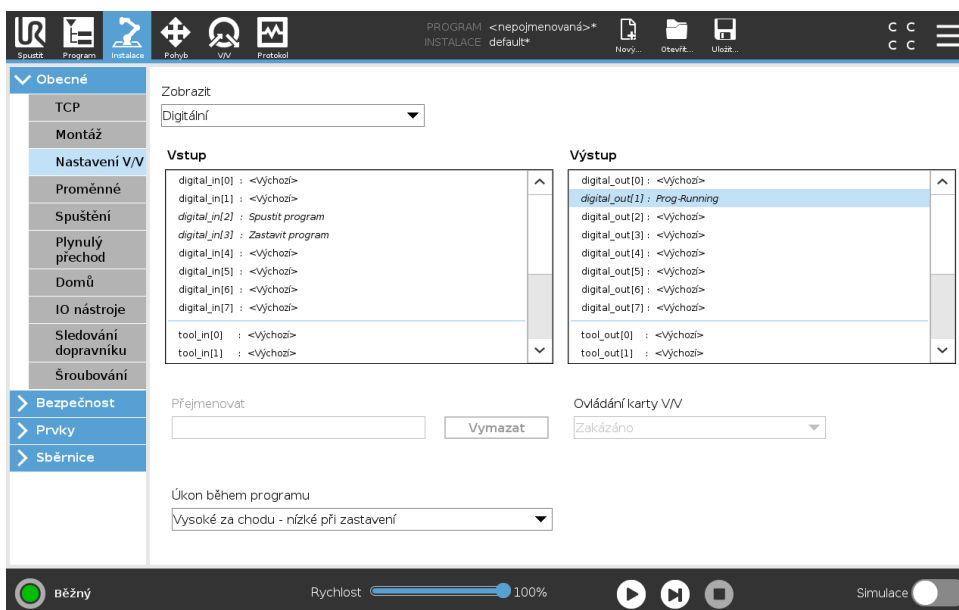 UR
PROGRAM <nepojmenovaná>*
INSTALACE default*
C C
C C
Spustit Program Instalace Pohyb V/V Protokol Nový... Otevřít... Uložit...
Obecné
TCP
Montáž
Nastavení V/V
Proměnné
Spuštění
Plynulý
přechod
Domů
IO nástroje
Sledování
dopravníku
Šroubování
Bezpečnost
Prvky
Sběrnice
Zobrazit
Digitální
Vstup
digital_in[0] : <Výchozí>
digital_in[1] : <Výchozí>
digital_in[2] : Spustit program
digital_in[3] : Zastavit program
digital_in[4] : <Výchozí>
digital_in[5] : <Výchozí>
digital_in[6] : <Výchozí>
digital_in[7] : <Výchozí>
tool_in[0] : <Výchozí>
tool_in[1] : <Výchozí>
Výstup
digital_out[0] : <Výchozí>
digital_out[1] : Prog-Running
digital_out[2] : <Výchozí>
digital_out[3] : <Výchozí>
digital_out[4] : <Výchozí>
digital_out[5] : <Výchozí>
digital_out[6] : <Výchozí>
digital_out[7] : <Výchozí>
tool_out[0] : <Výchozí>
tool_out[1] : <Výchozí>
Přejmenovat
Vymazat
Ovládání karty V/V
Zakázáno
Úkon během programu
Vysoké za chodu - nízké při zastavení
Běžný
Rychlost 100%
Simulace